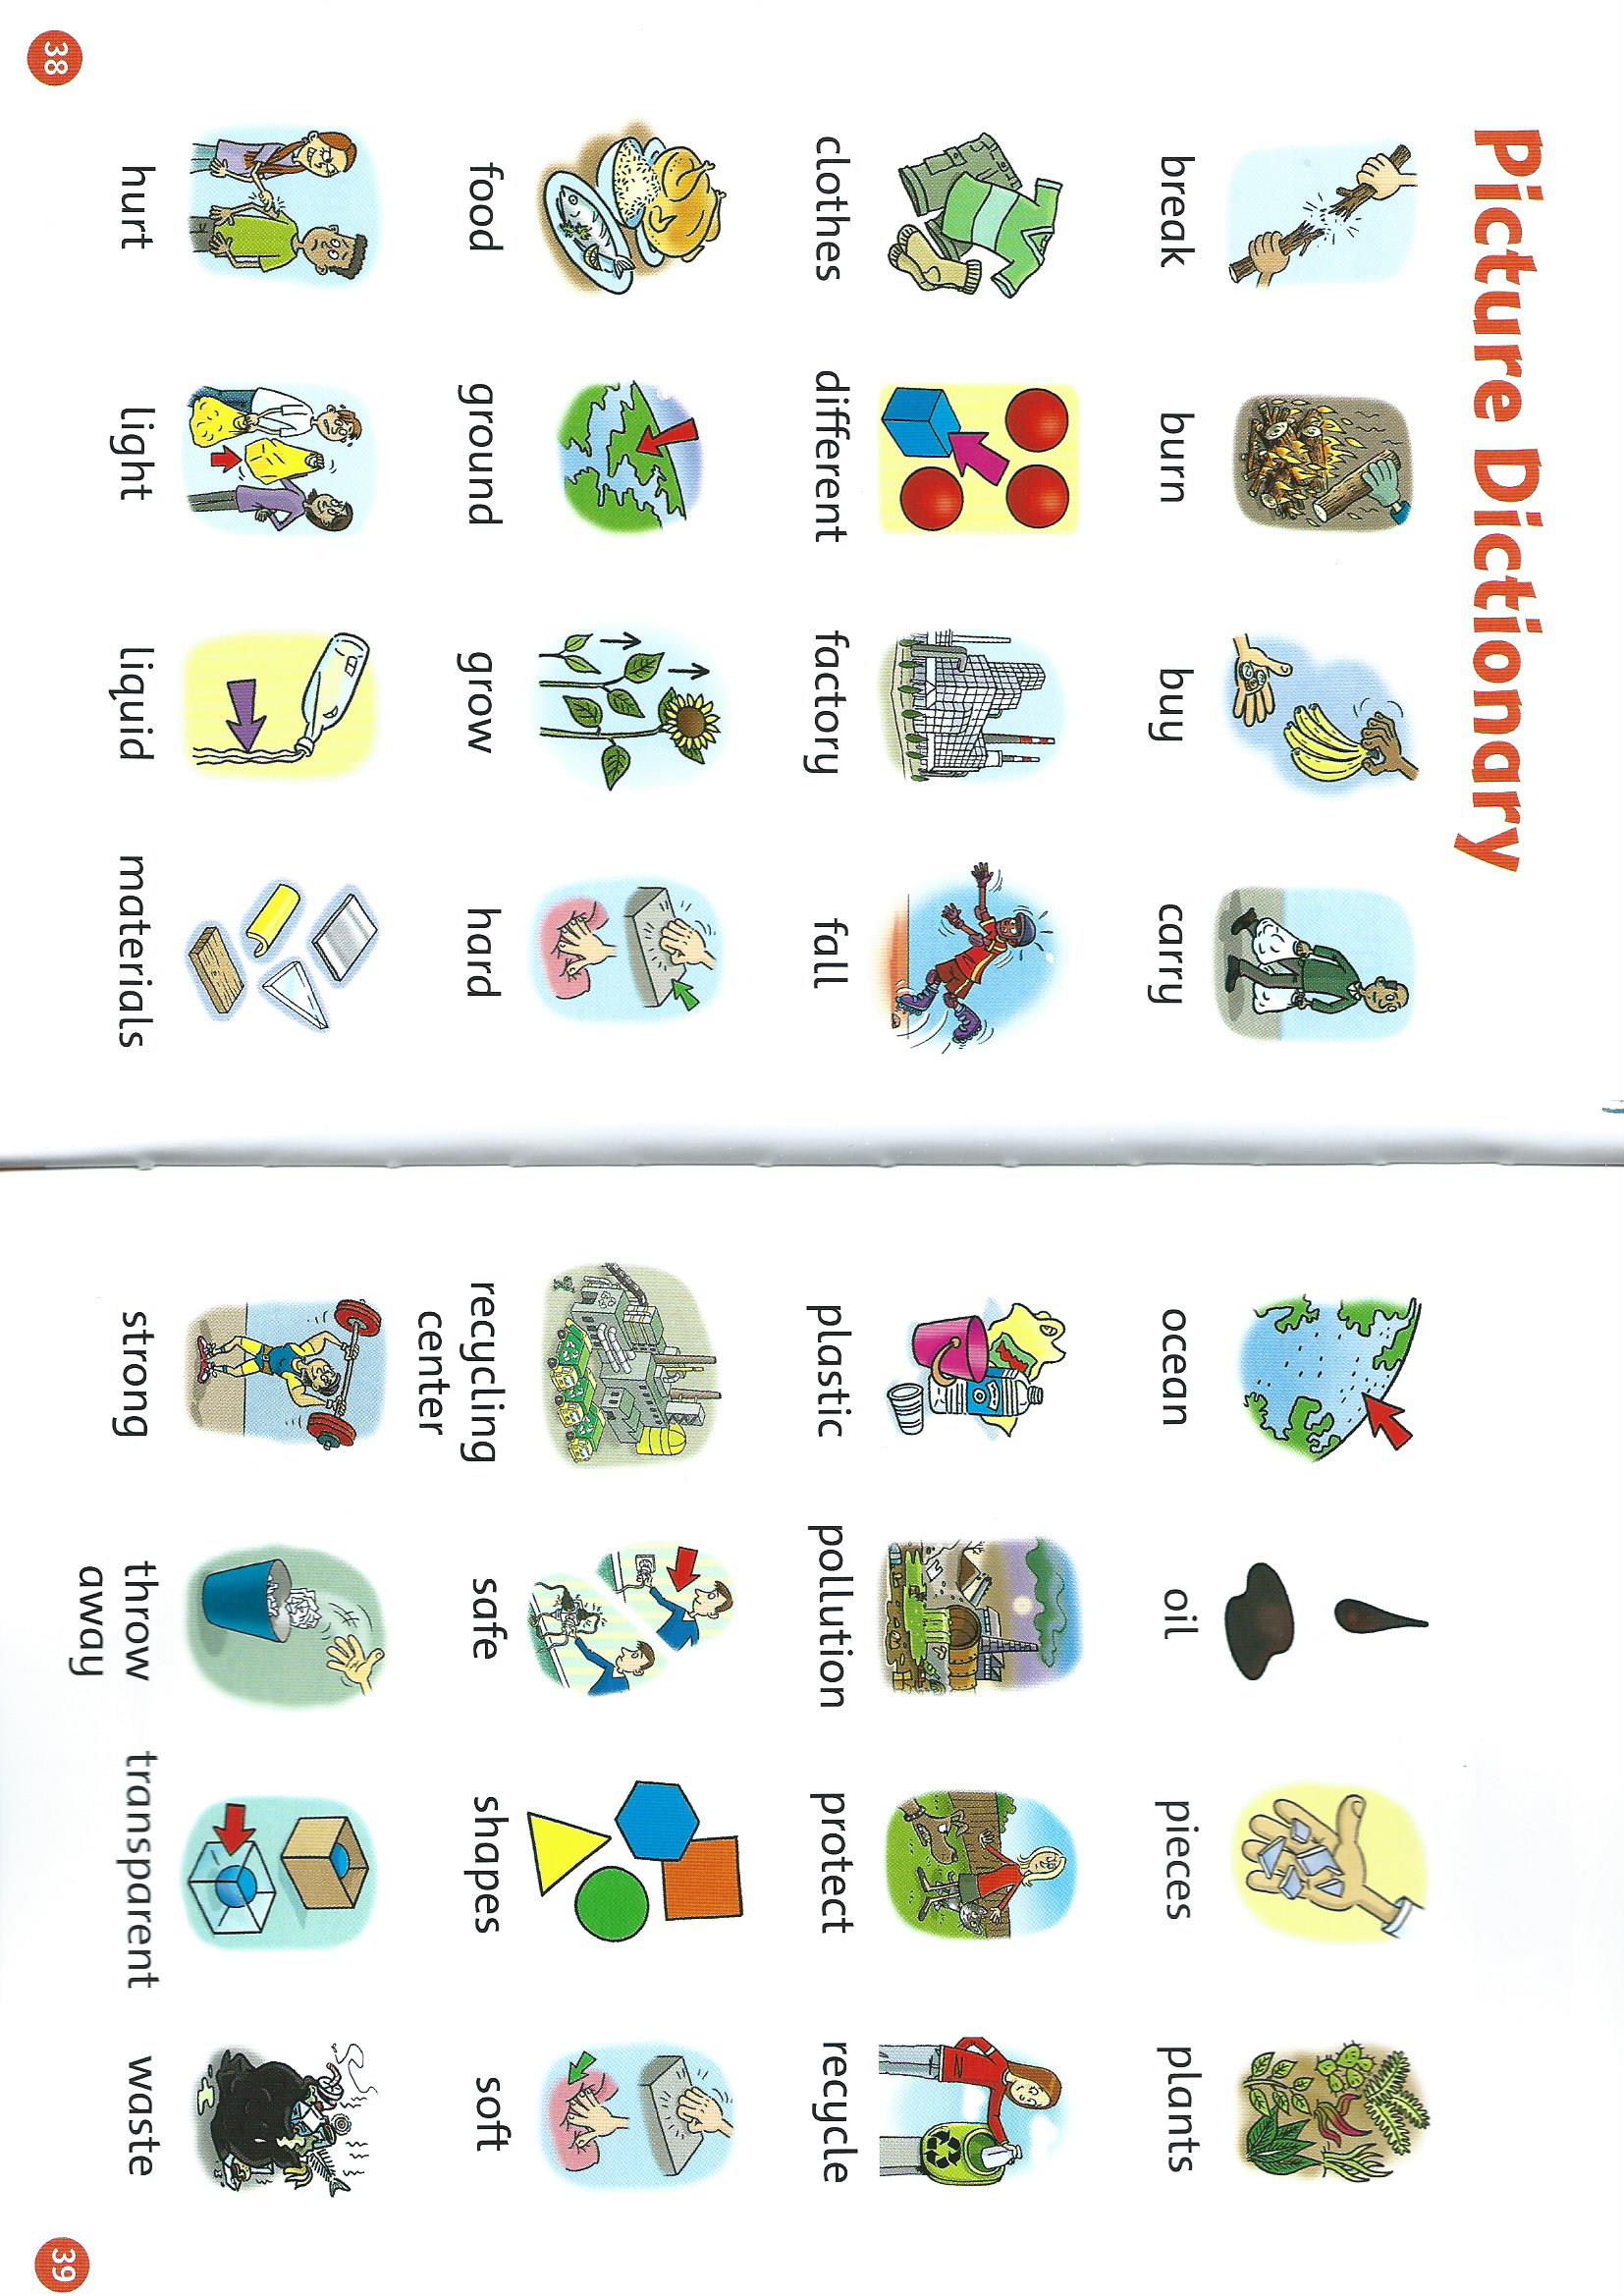 Picture Dictionary
break burn buy carry
clothes different factory fall
food ground grow hard
hurt light liquid materials
38
ocean oil pieces plants
plastic pollution protect recycle
recycling
center safe shapes soft
strong throw
away transparent waste
39